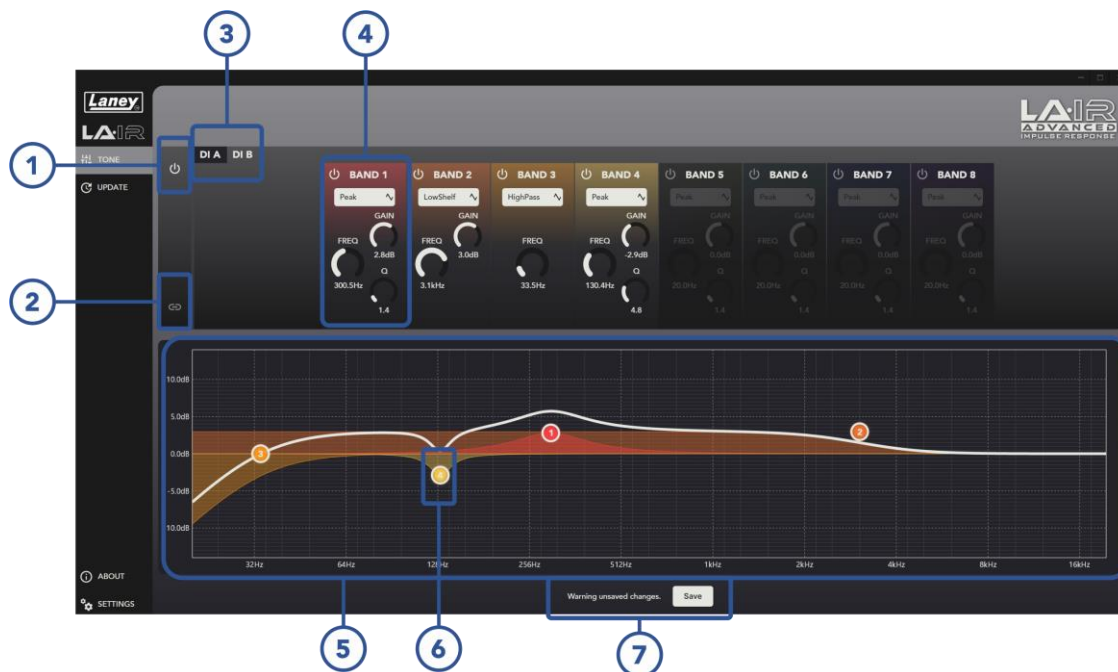 3
4
Laney
LA·IR
LA·IR
ADVANCED
IMPULSE RESPONSE
1
TONE
DI A DI B
UPDATE
BAND 1 BAND 2 BAND 3 BAND 4 BAND 5 BAND 6 BAND 7 BAND 8
Peak LowShelf HighPass Peak Peak Peak Peak Peak
GAIN GAIN GAIN GAIN GAIN GAIN GAIN
FREQ FREQ FREQ FREQ FREQ FREQ FREQ FREQ
2.8dB 3.0dB -2.9dB 0.0dB 0.0dB 0.0dB 0.0dB
Q Q Q Q Q Q
300.5Hz 3.1kHz 33.5Hz 130.4Hz 20.0Hz 20.0Hz 20.0Hz 20.0Hz
1.4 4.8 1.4 1.4 1.4 1.4
2
10.0dB
5.0dB
1
2
0.0dB
3
4
-5.0dB
10.0dB
32Hz 64Hz 128Hz 256Hz 512Hz 1kHz 2kHz 4kHz 8kHz 16kHz
ABOUT
Warning unsaved changes. Save
SETTINGS
5
6
7